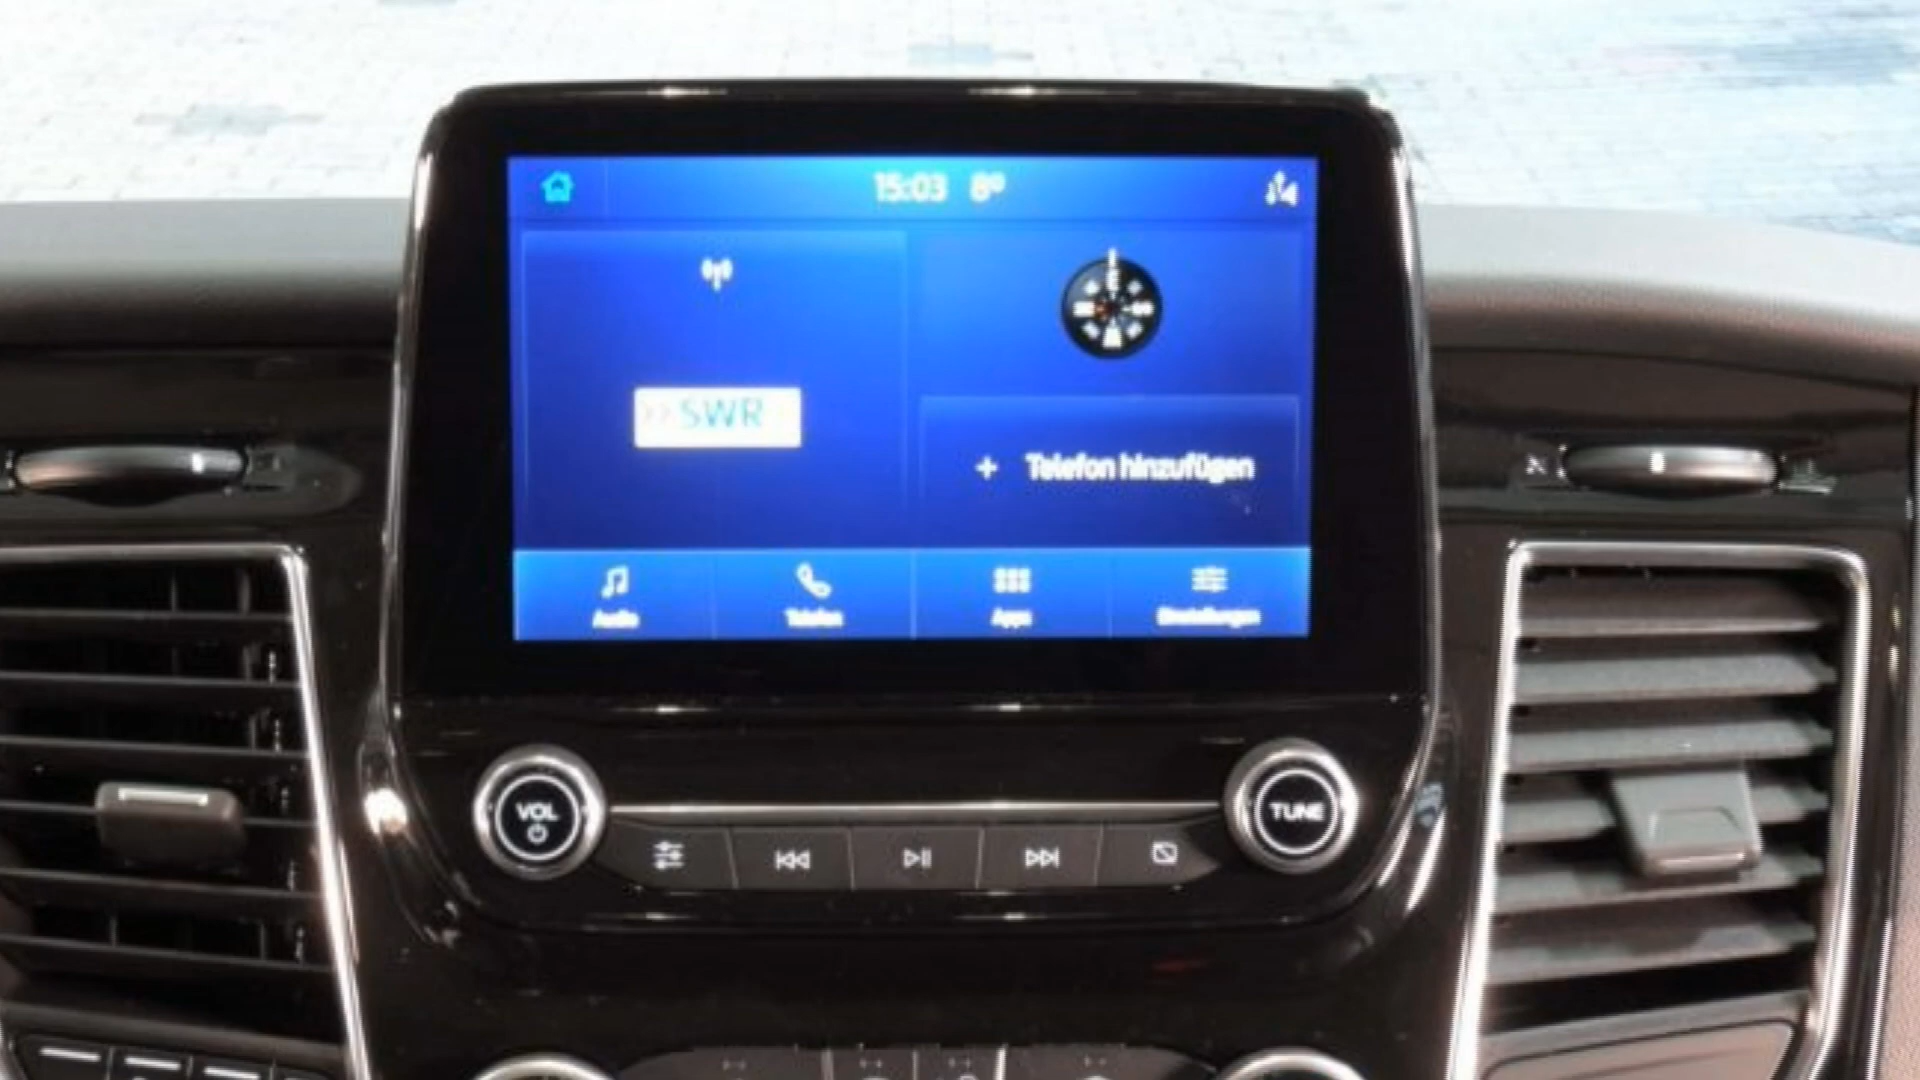 15:03 8°
>> SWR
+ Telefon hinzufügen
Audio Telefon Apps Einstellungen
VOL
TUNE